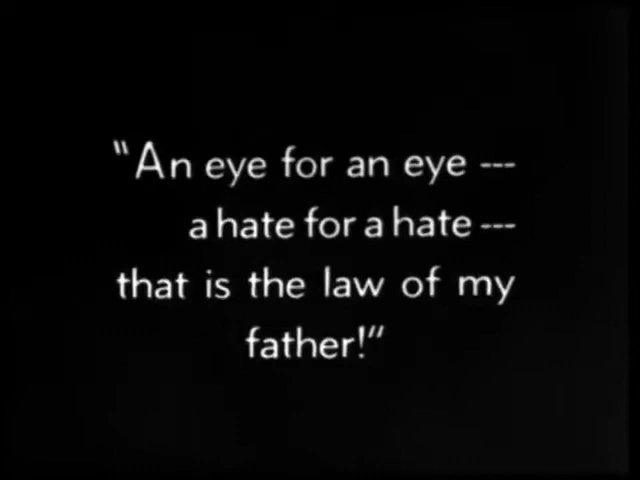 "An eye for an eye ---
a hate for a hate ---
that is the law of my
father!"